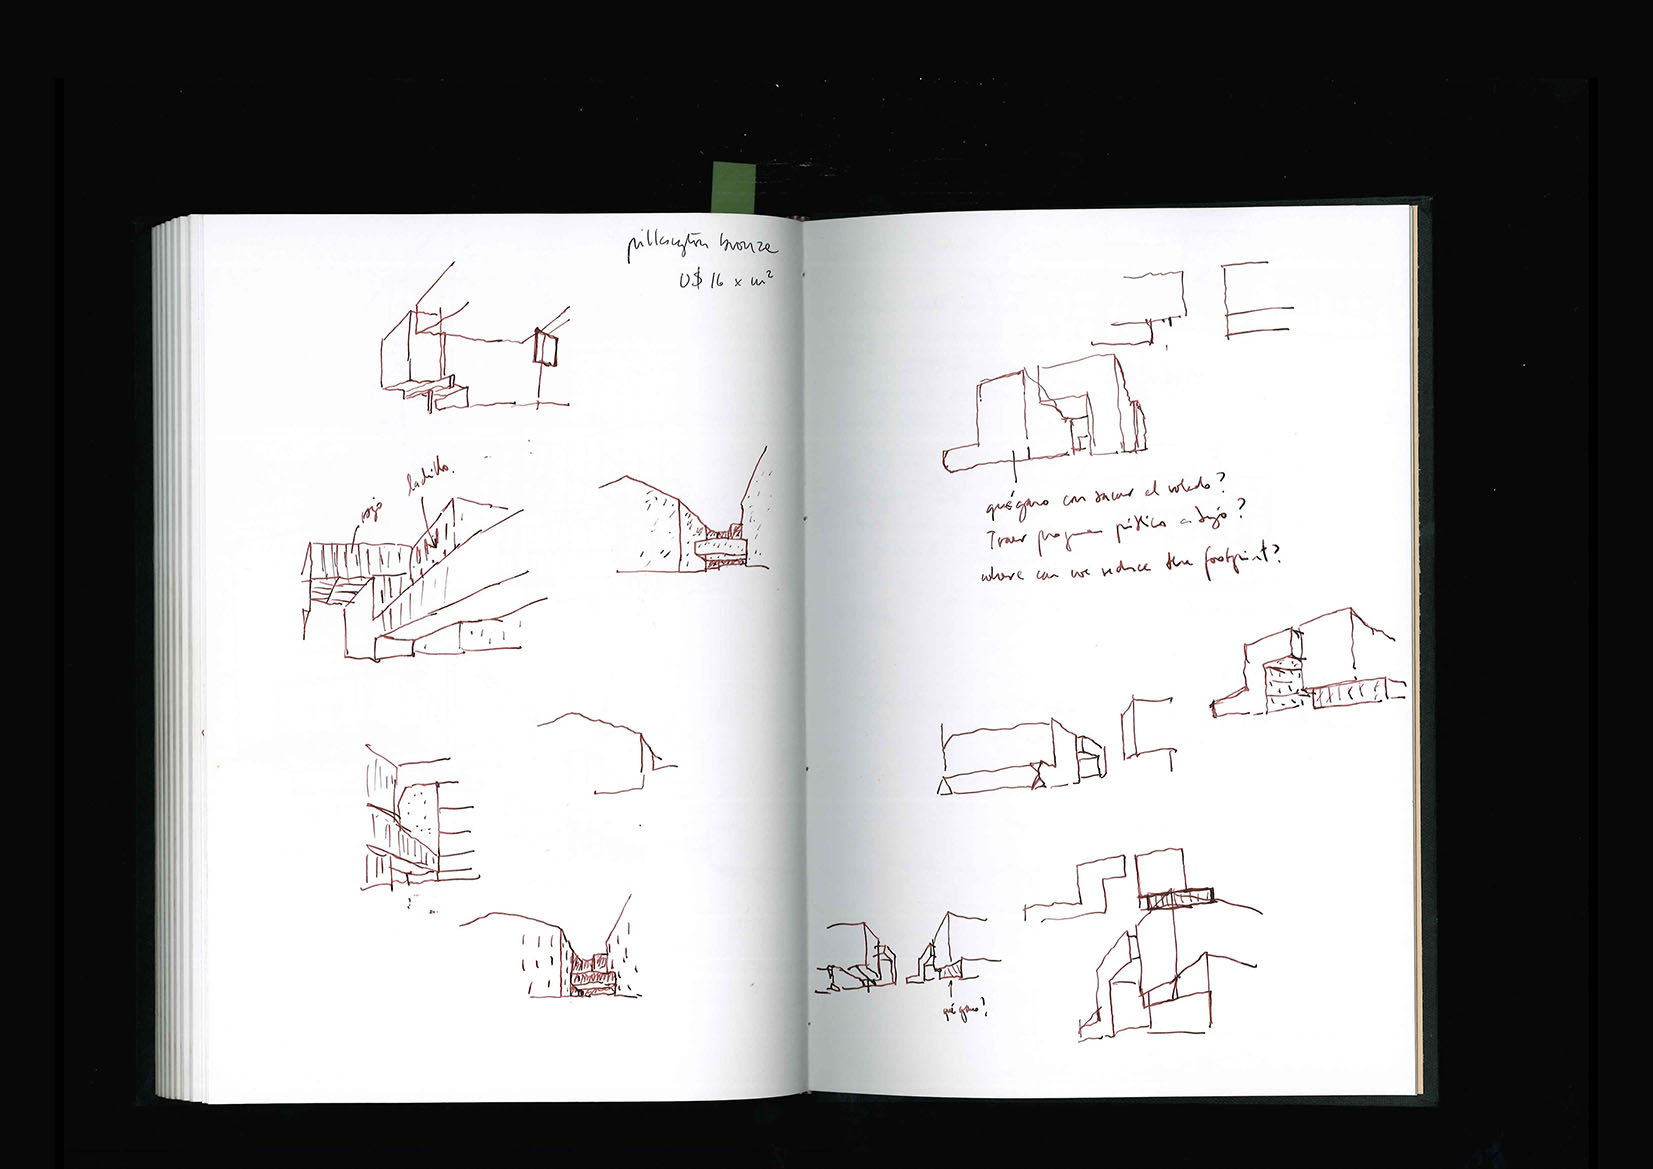 pilkington bronze
U$ 16 x m²
ladrillo.
rojo
qué gano con sacar el volado?
Traer programa público abajo?
where can we reduce the footprint?
qué gano?